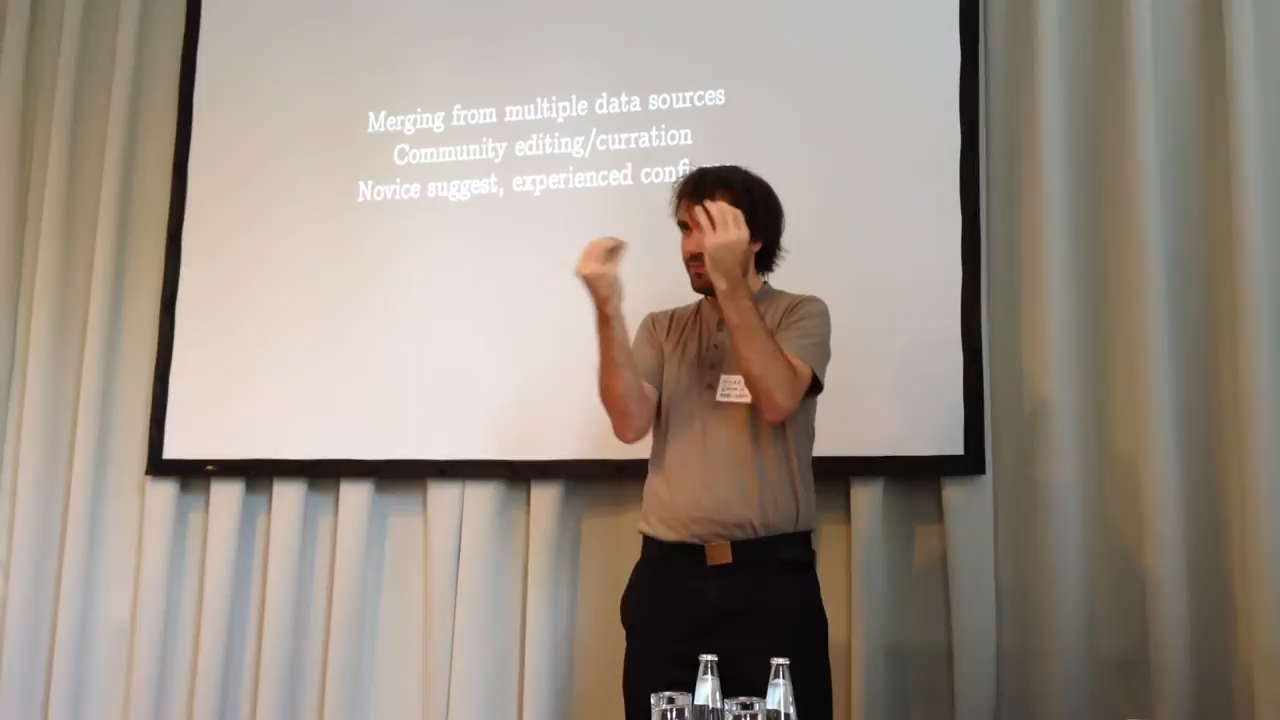 Merging from multiple data sources
Community editing/curration
Novice suggest, experienced